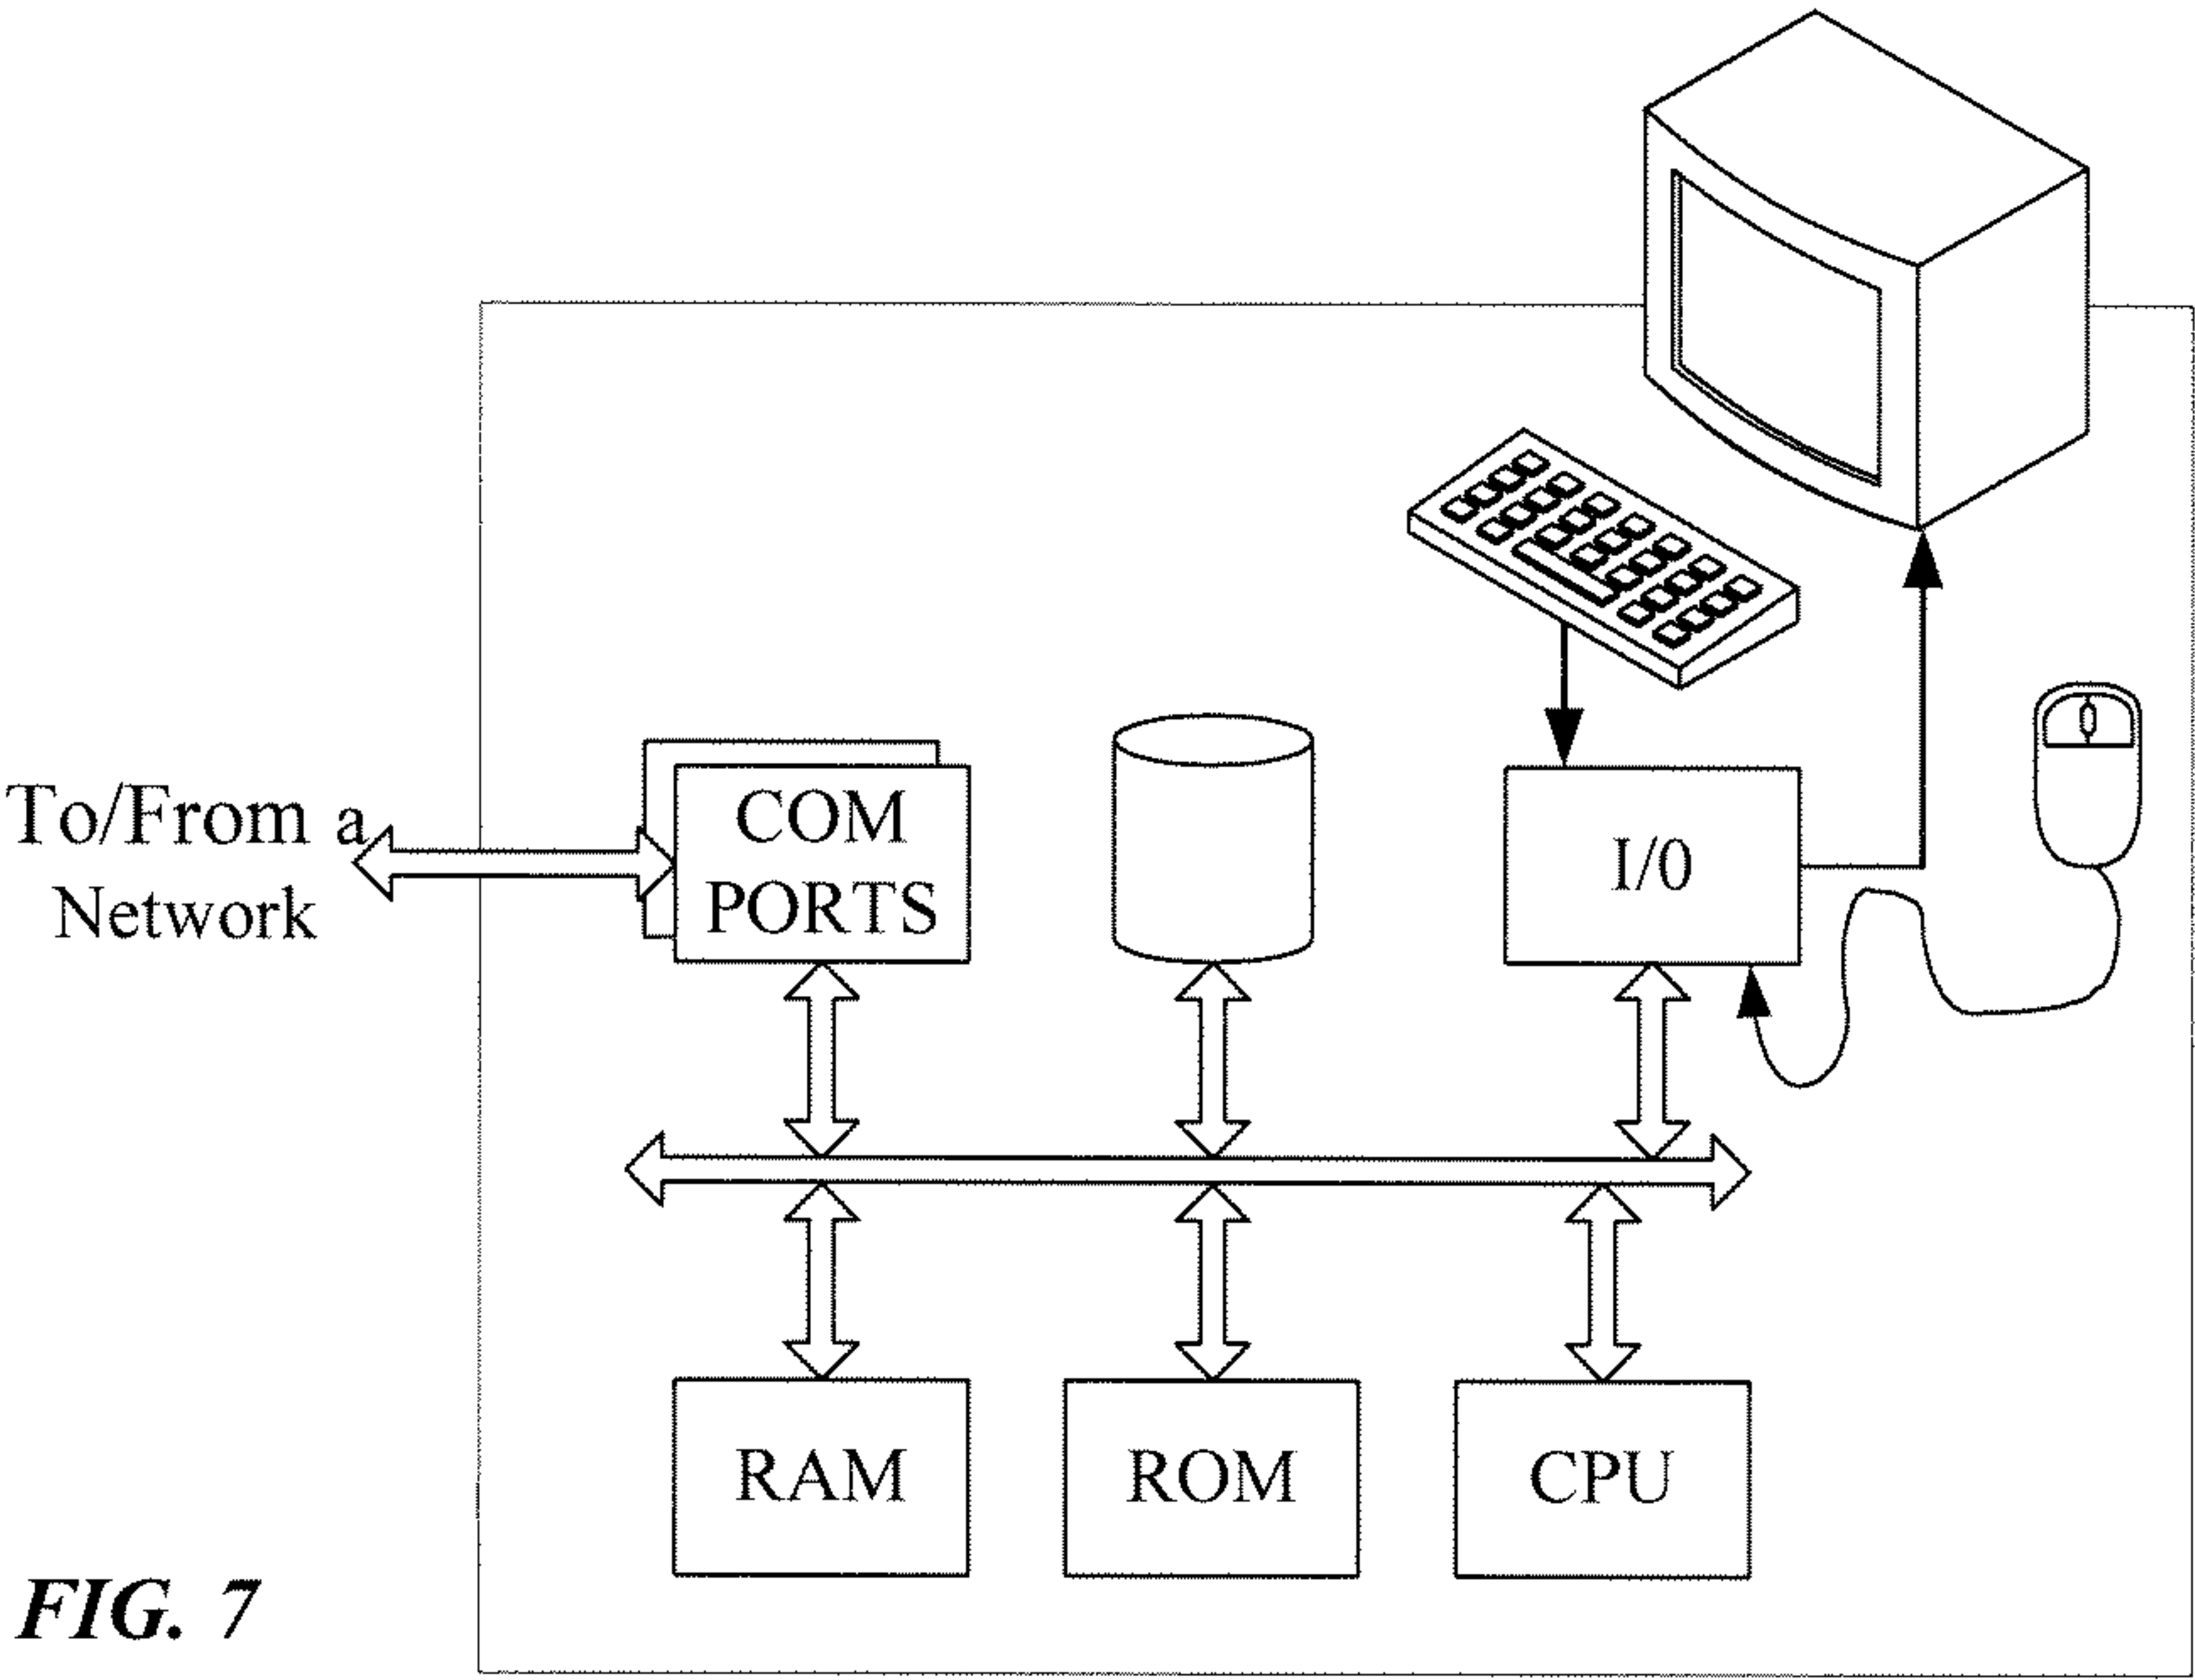 To/From a
Network
COM
PORTS
I/0
RAM
ROM
CPU
FIG. 7